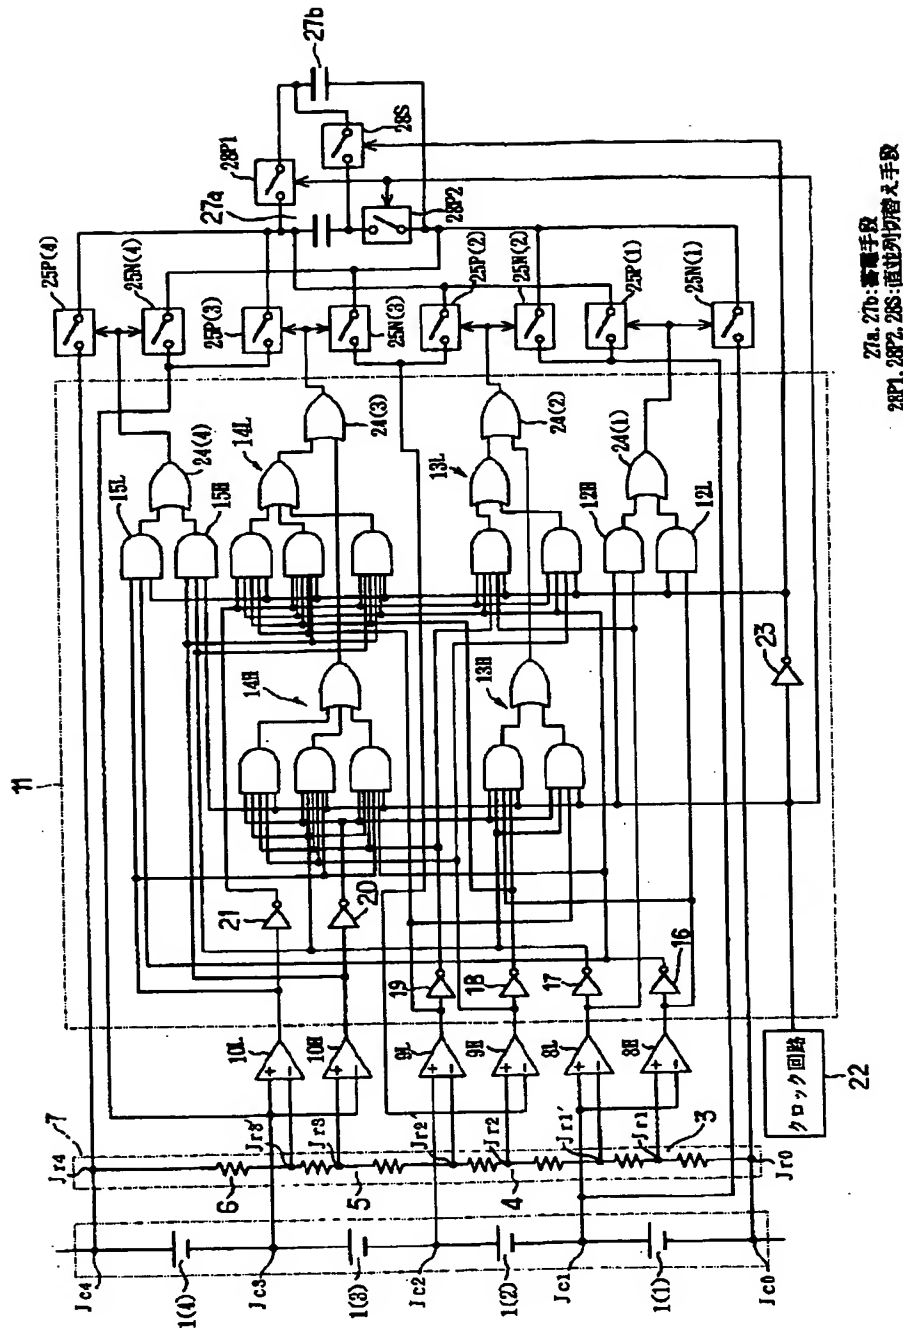 27b
28S
28P1
27a
28P2
25P(4)
25N(4)
25P(3)
25N(3)
25P(2)
25N(2)
25P(1)
25N(1)
27a, 27b:蓄電手段
28P1, 28P2, 28S:直並列切替え手段
11
15L
24(4)
15H
14L
24(3)
13L
24(2)
12H
24(1)
12L
14H
13H
23
21
20
19
18
17
16
10L
10H
9L
9H
8L
8H
+
-
+
-
+
-
+
-
+
-
+
-
クロック回路
22
7
Jr4
6
Jr3'
Jr3
5
Jr2'
Jr2
4
Jr1'
Jr1
3
Jr0
Jc4
1(4)
Jc3
1(3)
Jc2
1(2)
Jc1
1(1)
Jc0